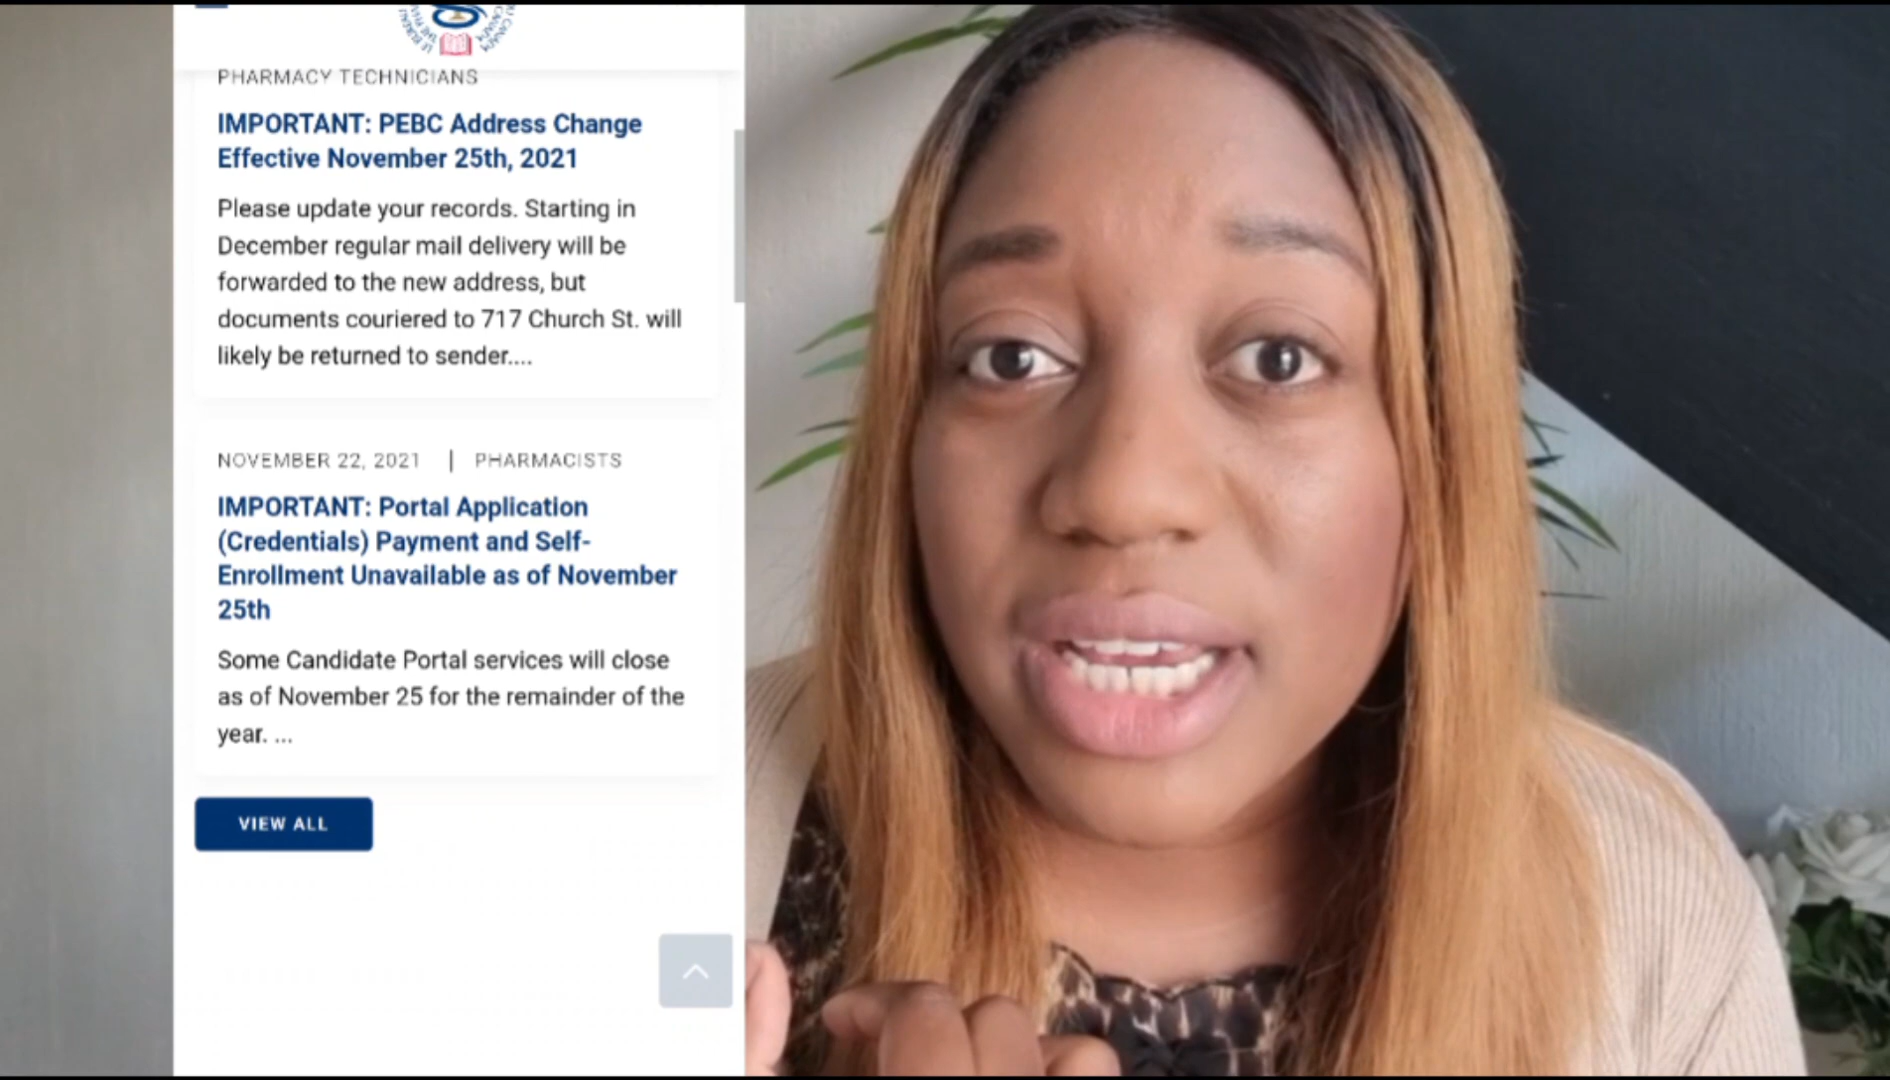 PHARMACY TECHNICIANS
IMPORTANT: PEBC Address Change
Effective November 25th, 2021
Please update your records. Starting in
December regular mail delivery will be
forwarded to the new address, but
documents couriered to 717 Church St. will
likely be returned to sender....
NOVEMBER 22, 2021 | PHARMACISTS
IMPORTANT: Portal Application
(Credentials) Payment and Self-
Enrollment Unavailable as of November
25th
Some Candidate Portal services will close
as of November 25 for the remainder of the
year. ...
VIEW ALL